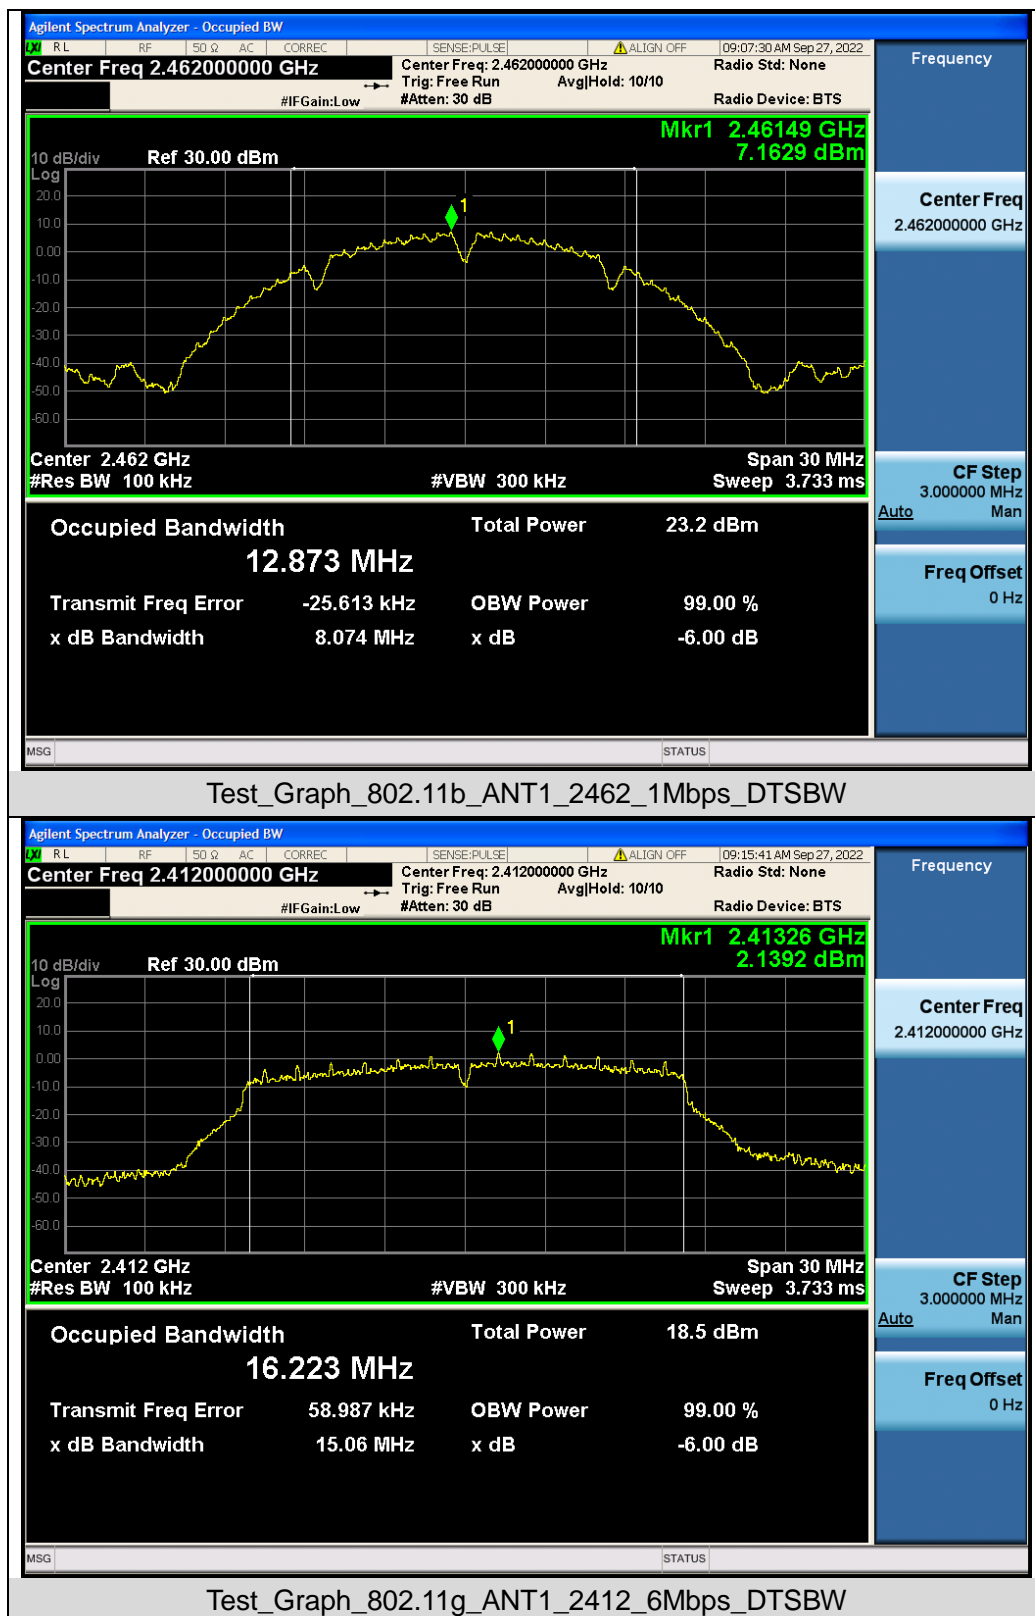 Agilent Spectrum Analyzer - Occupied BW
LXI RL RF 50 Ω AC CORREC SENSE:PULSE ALIGN OFF 09:07:30 AM Sep 27, 2022
Center Freq 2.462000000 GHz
Center Freq: 2.462000000 GHz
Radio Std: None
Trig: Free Run Avg|Hold: 10/10
#IFGain:Low #Atten: 30 dB Radio Device: BTS
Frequency
Mkr1 2.46149 GHz
7.1629 dBm
10 dB/div Ref 30.00 dBm
Log
20.0
10.0
0.00
-10.0
-20.0
-30.0
-40.0
-50.0
-60.0
1
Center Freq
2.462000000 GHz
Center 2.462 GHz Span 30 MHz
#Res BW 100 kHz #VBW 300 kHz Sweep 3.733 ms
CF Step
3.000000 MHz
Auto Man
Occupied Bandwidth Total Power 23.2 dBm
12.873 MHz
Freq Offset
0 Hz
Transmit Freq Error -25.613 kHz OBW Power 99.00 %
x dB Bandwidth 8.074 MHz x dB -6.00 dB
MSG STATUS
Test_Graph_802.11b_ANT1_2462_1Mbps_DTSBW
Agilent Spectrum Analyzer - Occupied BW
LXI RL RF 50 Ω AC CORREC SENSE:PULSE ALIGN OFF 09:15:41 AM Sep 27, 2022
Center Freq 2.412000000 GHz
Center Freq: 2.412000000 GHz
Radio Std: None
Trig: Free Run Avg|Hold: 10/10
#IFGain:Low #Atten: 30 dB Radio Device: BTS
Frequency
Mkr1 2.41326 GHz
2.1392 dBm
10 dB/div Ref 30.00 dBm
Log
20.0
10.0
0.00
-10.0
-20.0
-30.0
-40.0
-50.0
-60.0
1
Center Freq
2.412000000 GHz
Center 2.412 GHz Span 30 MHz
#Res BW 100 kHz #VBW 300 kHz Sweep 3.733 ms
CF Step
3.000000 MHz
Auto Man
Occupied Bandwidth Total Power 18.5 dBm
16.223 MHz
Freq Offset
0 Hz
Transmit Freq Error 58.987 kHz OBW Power 99.00 %
x dB Bandwidth 15.06 MHz x dB -6.00 dB
MSG STATUS
Test_Graph_802.11g_ANT1_2412_6Mbps_DTSBW